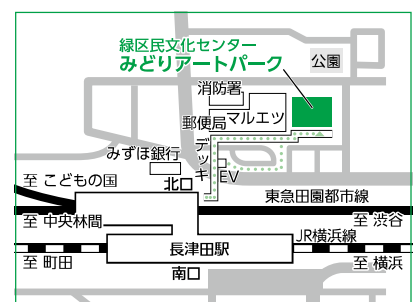 緑区民文化センター
みどりアートパーク
公園
消防署
郵便局
マルエツ
デッキ
みずほ銀行
EV
北口
至 こどもの国
東急田園都市線
至 中央林間
至 渋谷
JR横浜線
長津田駅
至 町田
至 横浜
南口